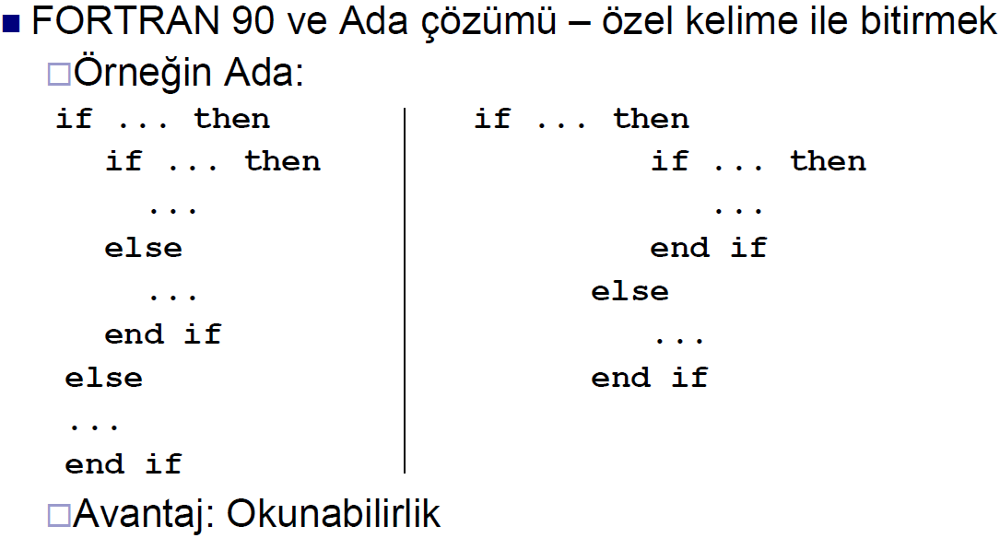 FORTRAN 90 ve Ada çözümü – özel kelime ile bitirmek
Örneğin Ada:
if ... then
if ... then
...
else
...
end if
else
...
end if
if ... then
if ... then
...
end if
else
...
end if
Avantaj: Okunabilirlik